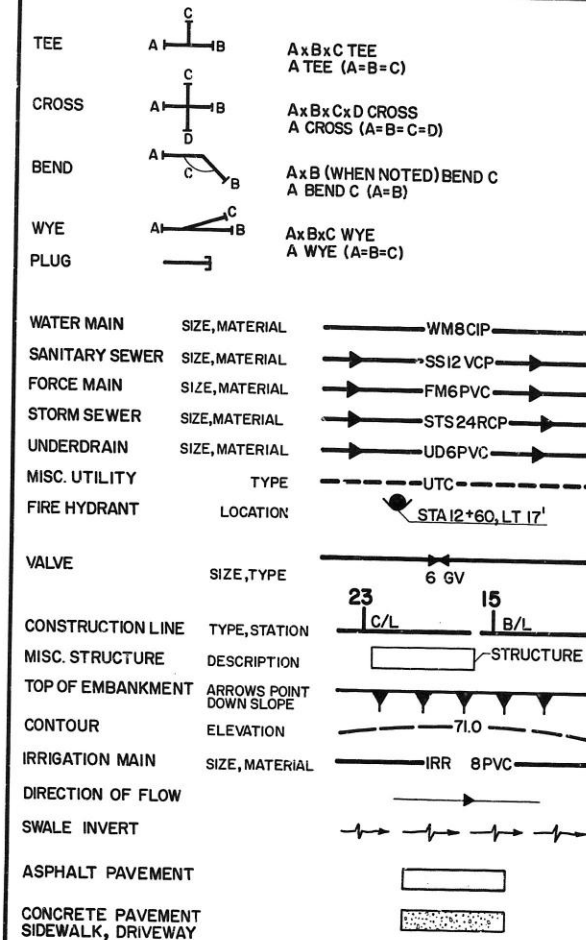 C
TEE A B AxBxC TEE
A TEE (A=B=C)
C
CROSS A B AxBxCxD CROSS
A CROSS (A=B=C=D)
D
BEND A C B AxB (WHEN NOTED) BEND C
A BEND C (A=B)
C
WYE A B AxBxC WYE
A WYE (A=B=C)
PLUG
WATER MAIN SIZE, MATERIAL WM8CIP
SANITARY SEWER SIZE, MATERIAL SS12VCP
FORCE MAIN SIZE, MATERIAL FM6PVC
STORM SEWER SIZE, MATERIAL STS24RCP
UNDERDRAIN SIZE, MATERIAL UD6PVC
MISC. UTILITY TYPE UTC
FIRE HYDRANT LOCATION STA 12+60, LT 17'
VALVE SIZE, TYPE 6 GV
23 15
CONSTRUCTION LINE TYPE, STATION C/L B/L
MISC. STRUCTURE DESCRIPTION STRUCTURE
TOP OF EMBANKMENT ARROWS POINT
DOWN SLOPE
CONTOUR ELEVATION 71.0
IRRIGATION MAIN SIZE, MATERIAL IRR 8PVC
DIRECTION OF FLOW
SWALE INVERT
ASPHALT PAVEMENT
CONCRETE PAVEMENT
SIDEWALK, DRIVEWAY